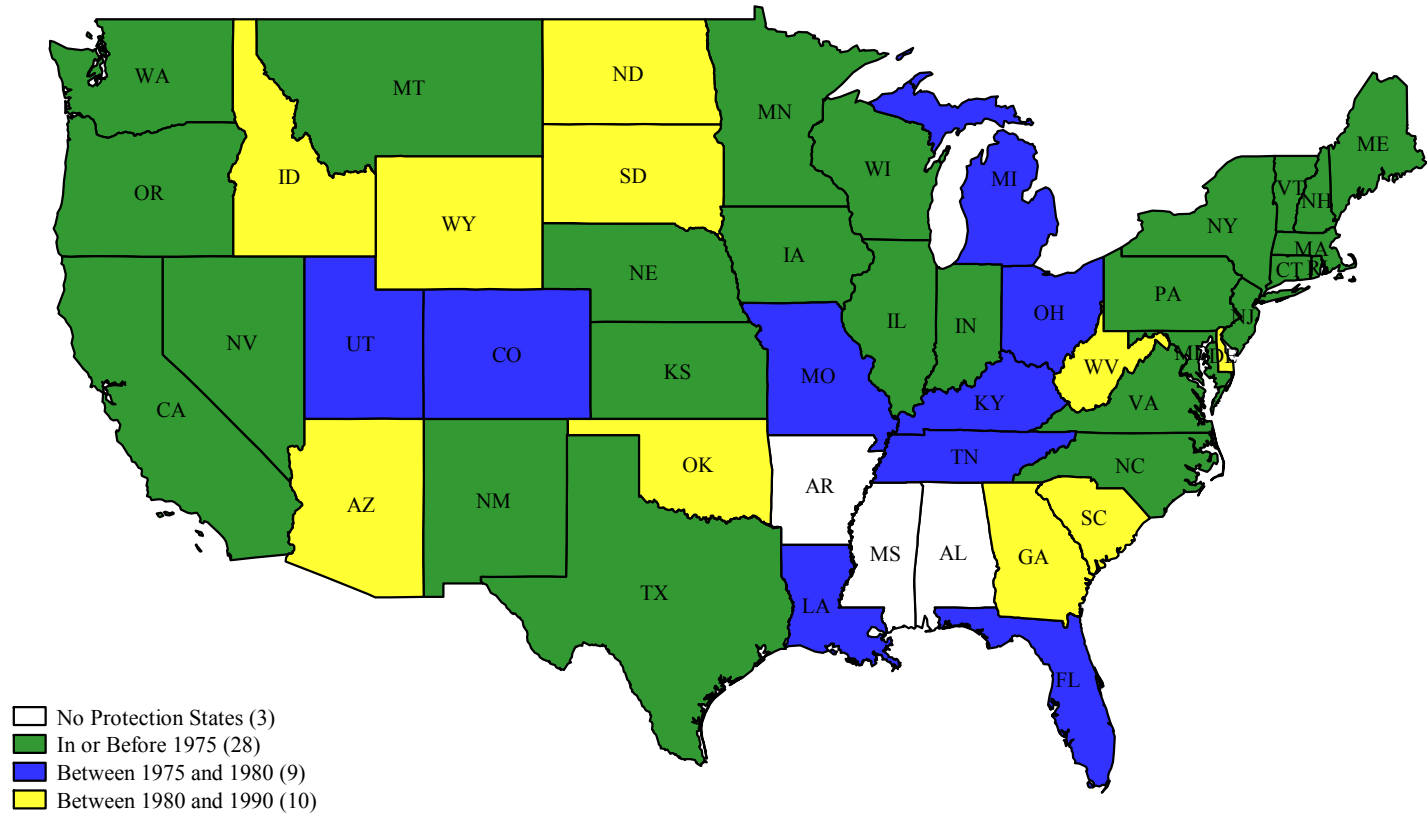 WA
MT
ND
MN
ME
OR
ID
SD
WI
MI
VT
NH
WY
NY
MA
IA
NE
CT
RI
PA
NV
UT
CO
IL
IN
OH
NJ
MD
DE
KS
MO
WV
CA
KY
VA
AZ
NM
OK
AR
TN
NC
SC
MS
AL
GA
TX
LA
FL
No Protection States (3)
In or Before 1975 (28)
Between 1975 and 1980 (9)
Between 1980 and 1990 (10)